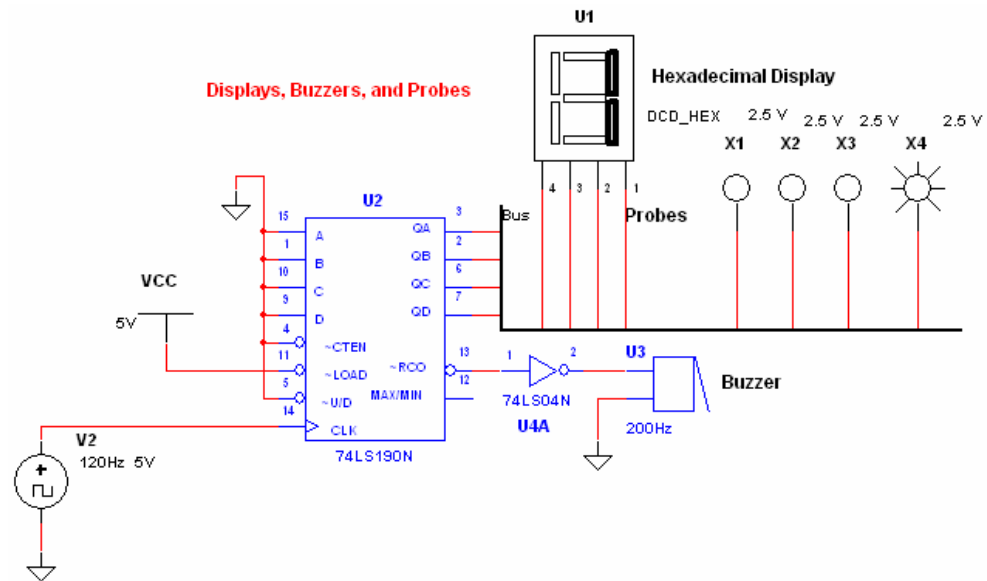 U1
Displays, Buzzers, and Probes
Hexadecimal Display
DCD_HEX 2.5 V 2.5 V 2.5 V 2.5 V
X1 X2 X3 X4
4 3 2 1
U2
Bus
Probes
15 A QA 3
1 B QB 2
10 C QC 6
9 D QD 7
4 ~CTEN
11 ~LOAD ~RCO 13
5 ~U/D MAX/MIN 12
14 CLK
74LS190N
VCC
5V
1 2
74LS04N
U4A
U3
Buzzer
200Hz
V2
120Hz 5V